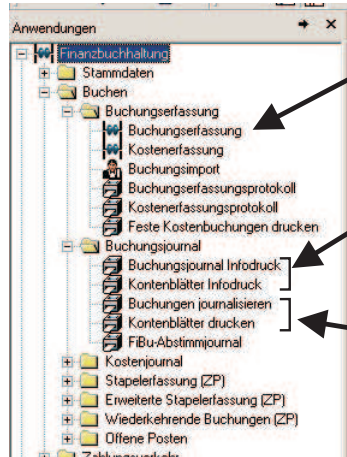 Anwendungen
Finanzbuchhaltung
Stammdaten
Buchen
Buchungserfassung
Buchungserfassung
Kostenerfassung
Buchungsimport
Buchungserfassungsprotokoll
Kostenerfassungsprotokoll
Feste Kostenbuchungen drucken
Buchungsjournal
Buchungsjournal Infodruck
Kontenblätter Infodruck
Buchungen journalisieren
Kontenblätter drucken
FiBu-Abstimmjournal
Kostenjournal
Stapelerfassung (ZP)
Erweiterte Stapelerfassung (ZP)
Wiederkehrende Buchungen (ZP)
Offene Posten
Zahlungsverkehr